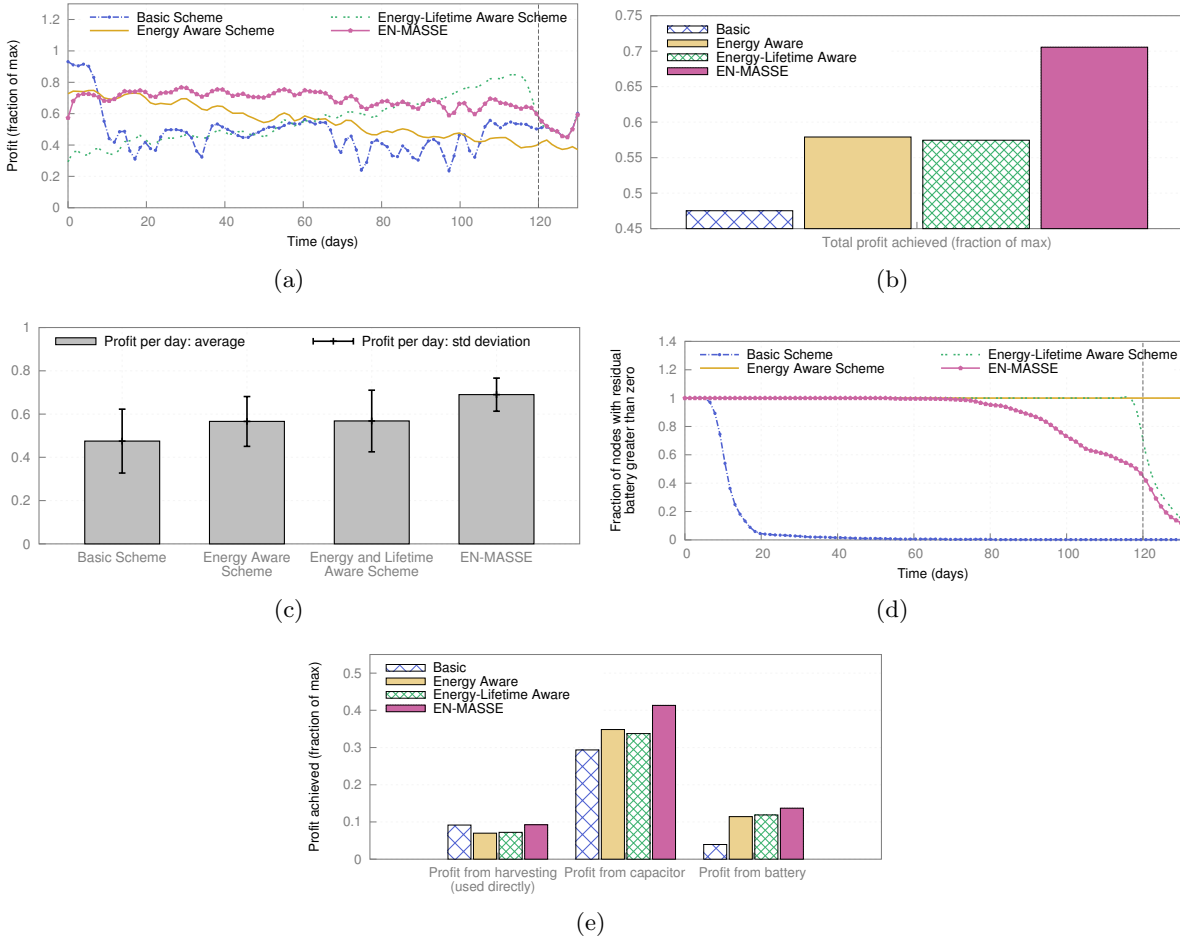 Profit (fraction of max)
1.2
1
0.8
0.6
0.4
0.2
0
Basic Scheme
Energy Aware Scheme
Energy-Lifetime Aware Scheme
EN-MASSE
0 20 40 60 80 100 120
Time (days)
(a)
0.75
0.7
0.65
0.6
0.55
0.5
0.45
Basic
Energy Aware
Energy-Lifetime Aware
EN-MASSE
Total profit achieved (fraction of max)
(b)
1
0.8
0.6
0.4
0.2
0
Profit per day: average
Profit per day: std deviation
Basic Scheme
Energy Aware
Scheme
Energy and Lifetime
Aware Scheme
EN-MASSE
(c)
Fraction of nodes with residual
battery greater than zero
1.4
1.2
1
0.8
0.6
0.4
0.2
0
Basic Scheme
Energy Aware Scheme
Energy-Lifetime Aware Scheme
EN-MASSE
0 20 40 60 80 100 120
Time (days)
(d)
Profit achieved (fraction of max)
0.5
0.4
0.3
0.2
0.1
0
Basic
Energy Aware
Energy-Lifetime Aware
EN-MASSE
Profit from harvesting
(used directly)
Profit from capacitor
Profit from battery
(e)